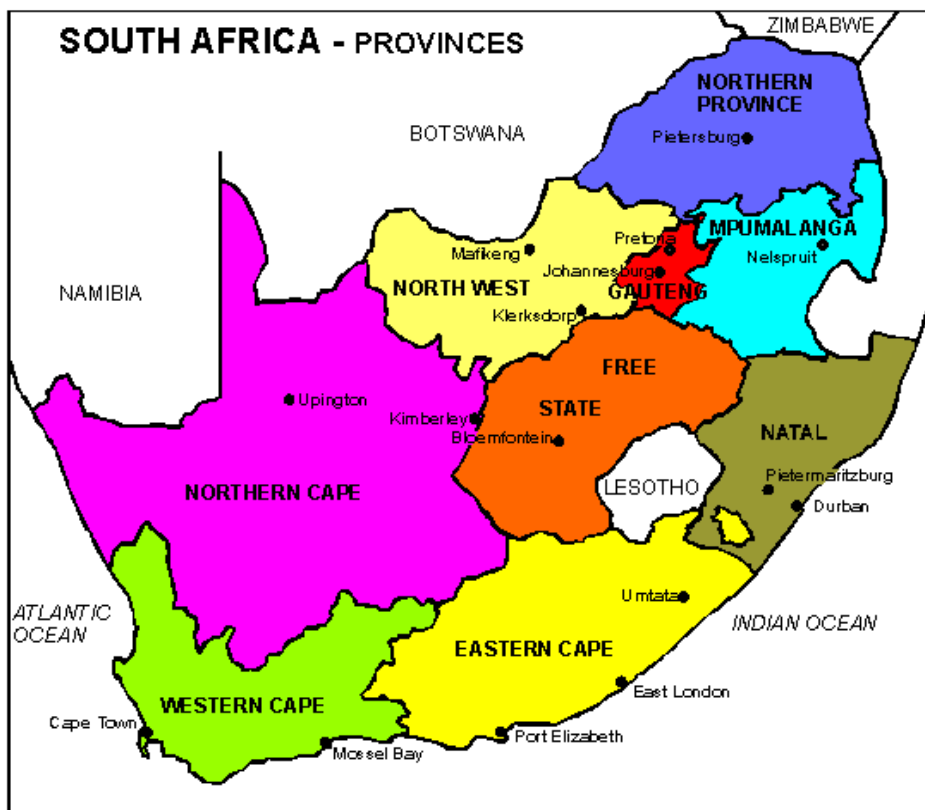 ZIMBABWE
SOUTH AFRICA - PROVINCES
NORTHERN
PROVINCE
BOTSWANA
Pietersburg
MPUMALANGA
Pretoria
Mafikeng
Nelspruit
Johannesburg
NAMIBIA
NORTH WEST
GAUTENG
Klerksdorp
FREE
Upington
STATE
Kimberley
Bloemfontein
NATAL
Pietermaritzburg
NORTHERN CAPE
LESOTHO
Durban
Umtata
ATLANTIC
OCEAN
INDIAN OCEAN
EASTERN CAPE
East London
WESTERN CAPE
Cape Town
Port Elizabeth
Mossel Bay